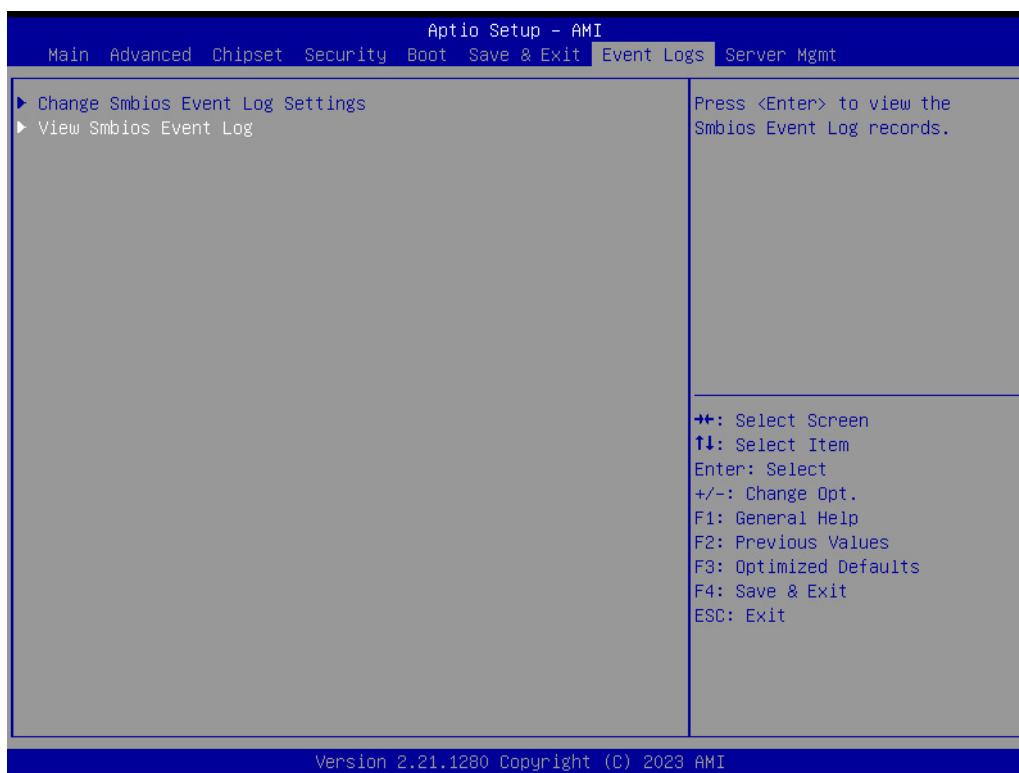 Aptio Setup – AMI
Main Advanced Chipset Security Boot Save & Exit Event Logs Server Mgmt
▶ Change Smbios Event Log Settings
▶ View Smbios Event Log
Press <Enter> to view the
Smbios Event Log records.
→←: Select Screen
↑↓: Select Item
Enter: Select
+/-: Change Opt.
F1: General Help
F2: Previous Values
F3: Optimized Defaults
F4: Save & Exit
ESC: Exit
Version 2.21.1280 Copyright (C) 2023 AMI